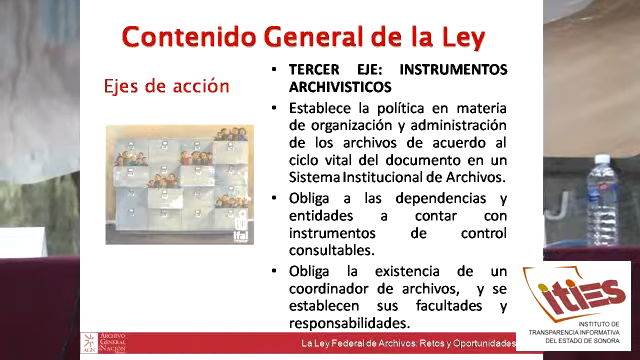 Contenido General de la Ley
Ejes de acción
• TERCER EJE: INSTRUMENTOS
ARCHIVISTICOS
• Establece la política en materia
de organización y administración
de los archivos de acuerdo al
ciclo vital del documento en un
Sistema Institucional de Archivos.
• Obliga a las dependencias y
entidades a contar con
instrumentos de control
consultables.
• Obliga la existencia de un
coordinador de archivos, y se
establecen sus facultades y
responsabilidades.
ifai
ARCHIVO
GENERAL
NACIÓN
AGN
La Ley Federal de Archivos: Retos y Oportunidades
itIES
INSTITUTO DE
TRANSPARENCIA INFORMATIVA
DEL ESTADO DE SONORA